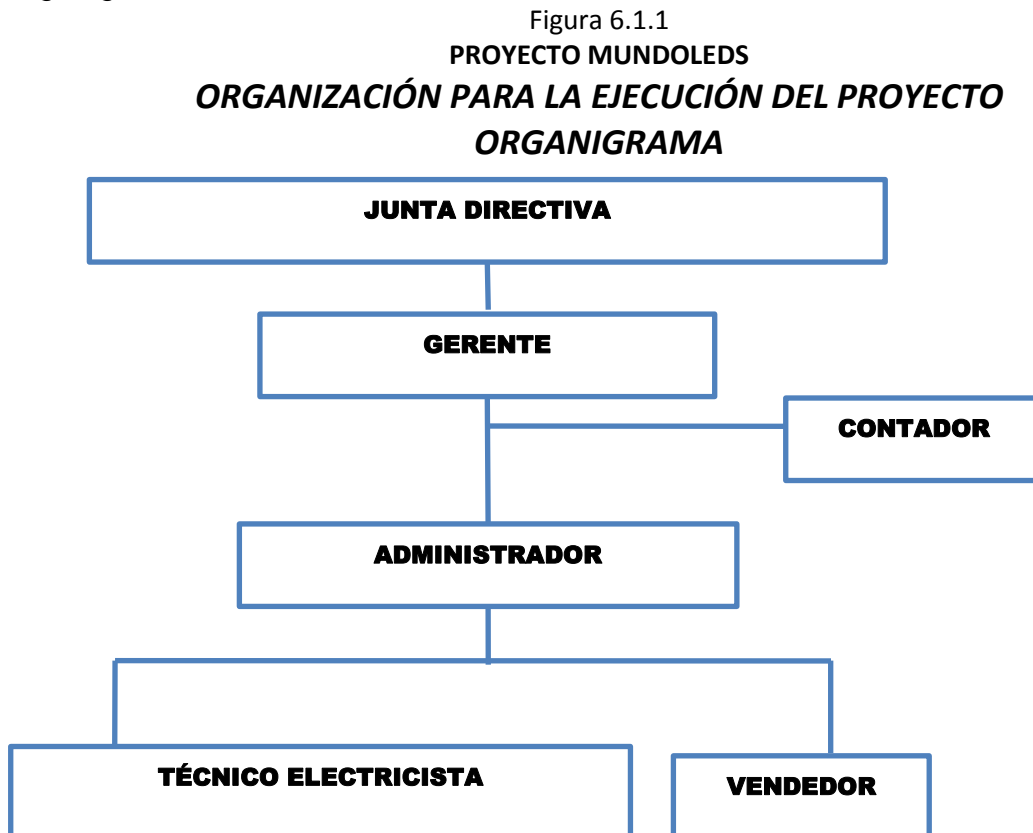 Figura 6.1.1
PROYECTO MUNDOLEDS
ORGANIZACIÓN PARA LA EJECUCIÓN DEL PROYECTO
ORGANIGRAMA
JUNTA DIRECTIVA
GERENTE
CONTADOR
ADMINISTRADOR
TÉCNICO ELECTRICISTA
VENDEDOR